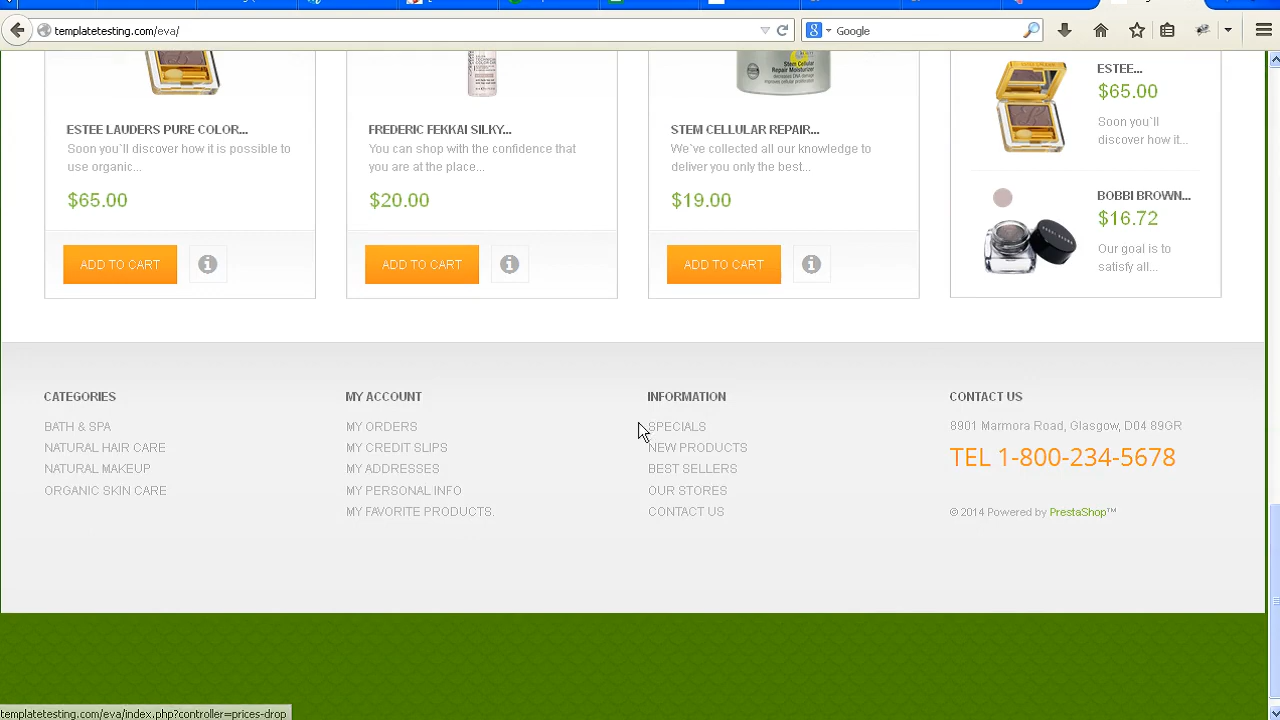 templatetesting.com/eva/
Google
ESTEE LAUDERS PURE COLOR...
Soon you`ll discover how it is possible to
use organic...
$65.00
ADD TO CART
FREDERIC FEKKAI SILKY...
You can shop with the confidence that
you are at the place...
$20.00
ADD TO CART
Stem Cellular
Repair Moisturizer
STEM CELLULAR REPAIR...
We`ve collected all our knowledge to
deliver you only the best...
$19.00
ADD TO CART
ESTEE...
$65.00
Soon you`ll
discover how it...
BOBBI BROWN...
$16.72
Our goal is to
satisfy all...
CATEGORIES
BATH & SPA
NATURAL HAIR CARE
NATURAL MAKEUP
ORGANIC SKIN CARE
MY ACCOUNT
MY ORDERS
MY CREDIT SLIPS
MY ADDRESSES
MY PERSONAL INFO
MY FAVORITE PRODUCTS.
INFORMATION
SPECIALS
NEW PRODUCTS
BEST SELLERS
OUR STORES
CONTACT US
CONTACT US
8901 Marmora Road, Glasgow, D04 89GR
TEL 1-800-234-5678
© 2014 Powered by PrestaShop™
templatetesting.com/eva/index.php?controller=prices-drop